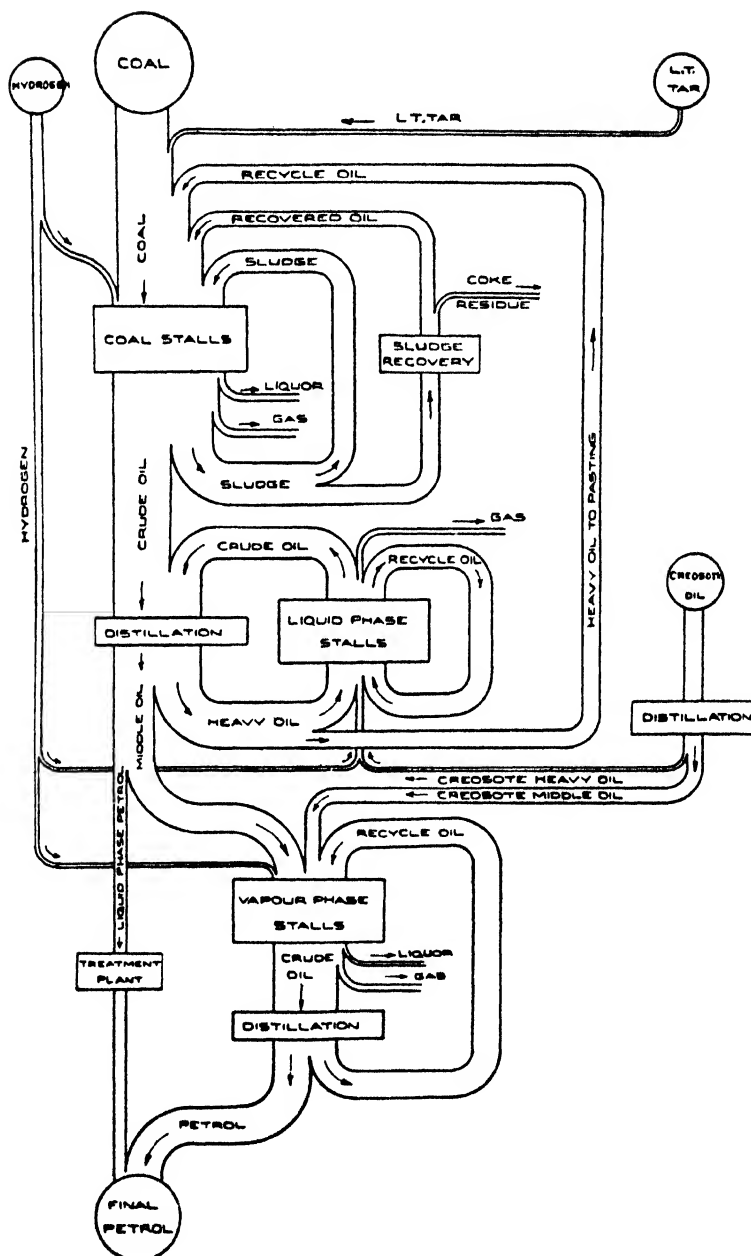 COAL
HYDROGEN
L.T.
TAR
L.T. TAR
RECYCLE OIL
RECOVERED OIL
COAL
SLUDGE
COKE
RESIDUE
COAL STALLS
SLUDGE
RECOVERY
LIQUOR
GAS
SLUDGE
HYDROGEN
CRUDE OIL
HEAVY OIL TO PASTING
GAS
CRUDE OIL
RECYCLE OIL
CREOSOTE
OIL
DISTILLATION
LIQUID PHASE
STALLS
MIDDLE OIL
HEAVY OIL
DISTILLATION
CREOSOTE HEAVY OIL
CREOSOTE MIDDLE OIL
LIQUID PHASE PETROL
RECYCLE OIL
VAPOUR PHASE
STALLS
TREATMENT
PLANT
CRUDE
OIL
LIQUOR
GAS
DISTILLATION
PETROL
FINAL
PETROL